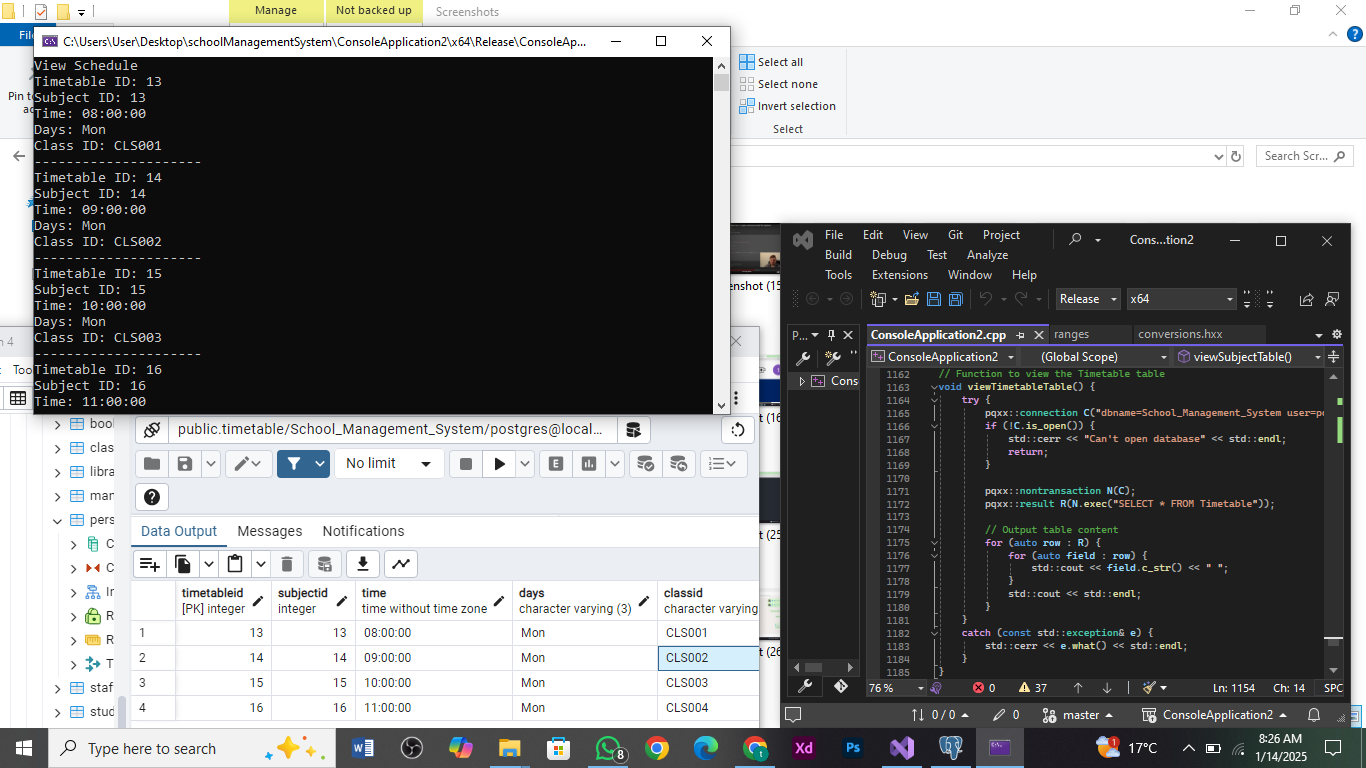 Manage
Not backed up
Screenshots
File
Select all
Select none
Invert selection
Select
Search Scr...
C:\Users\User\Desktop\schoolManagementSystem\ConsoleApplication2\x64\Release\ConsoleAp...
View Schedule
Timetable ID: 13
Subject ID: 13
Time: 08:00:00
Days: Mon
Class ID: CLS001
---------------------
Timetable ID: 14
Subject ID: 14
Time: 09:00:00
Days: Mon
Class ID: CLS002
---------------------
Timetable ID: 15
Subject ID: 15
Time: 10:00:00
Days: Mon
Class ID: CLS003
---------------------
Timetable ID: 16
Subject ID: 16
Time: 11:00:00
public.timetable/School_Management_System/postgres@local...
No limit
Data Output Messages Notifications
timetableid subjectid time days classid
[PK] integer integer time without time zone character varying (3) character varying
1 13 13 08:00:00 Mon CLS001
2 14 14 09:00:00 Mon CLS002
3 15 15 10:00:00 Mon CLS003
4 16 16 11:00:00 Mon CLS004
File Edit View Git Project
Cons...tion2
Build Debug Test Analyze
Tools Extensions Window Help
Release x64
P... ConsoleApplication2.cpp ranges conversions.hxx
ConsoleApplication2 (Global Scope) viewSubjectTable()
Cons
1162 // Function to view the Timetable table
1163 void viewTimetableTable() {
1164 try {
1165 pqxx::connection C("dbname=School_Management_System user=po
1166 if (!C.is_open()) {
1167 std::cerr << "Can't open database" << std::endl;
1168 return;
1169 }
1170
1171 pqxx::nontransaction N(C);
1172 pqxx::result R(N.exec("SELECT * FROM Timetable"));
1173
1174 // Output table content
1175 for (auto row : R) {
1176 for (auto field : row) {
1177 std::cout << field.c_str() << " ";
1178 }
1179 std::cout << std::endl;
1180 }
1181 }
1182 catch (const std::exception& e) {
1183 std::cerr << e.what() << std::endl;
1184 }
1185 }
76 % 0 37 Ln: 1154 Ch: 14 SPC
0 / 0 0 master ConsoleApplication2
Type here to search
8
Xd
Ps
1
17°C
8:26 AM
1/14/2025